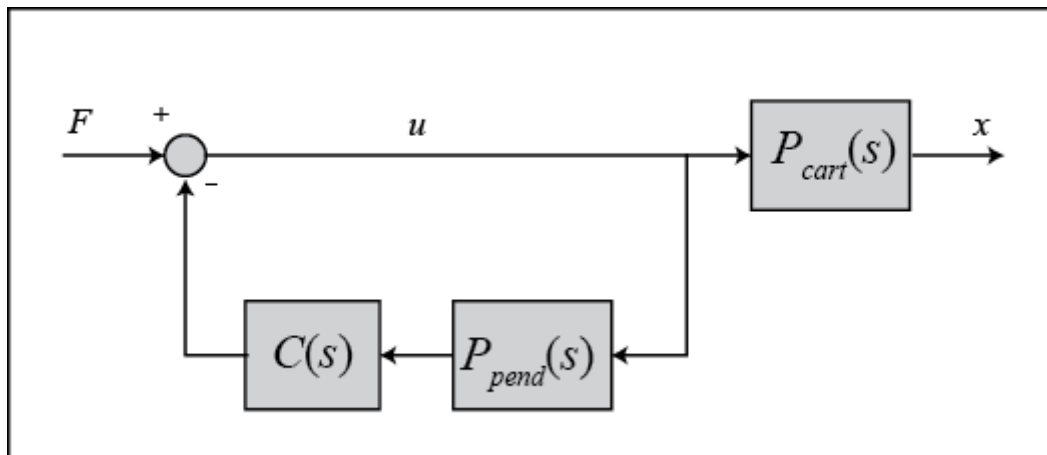 F
+
-
u
P_cart(s)
x
C(s)
P_pend(s)